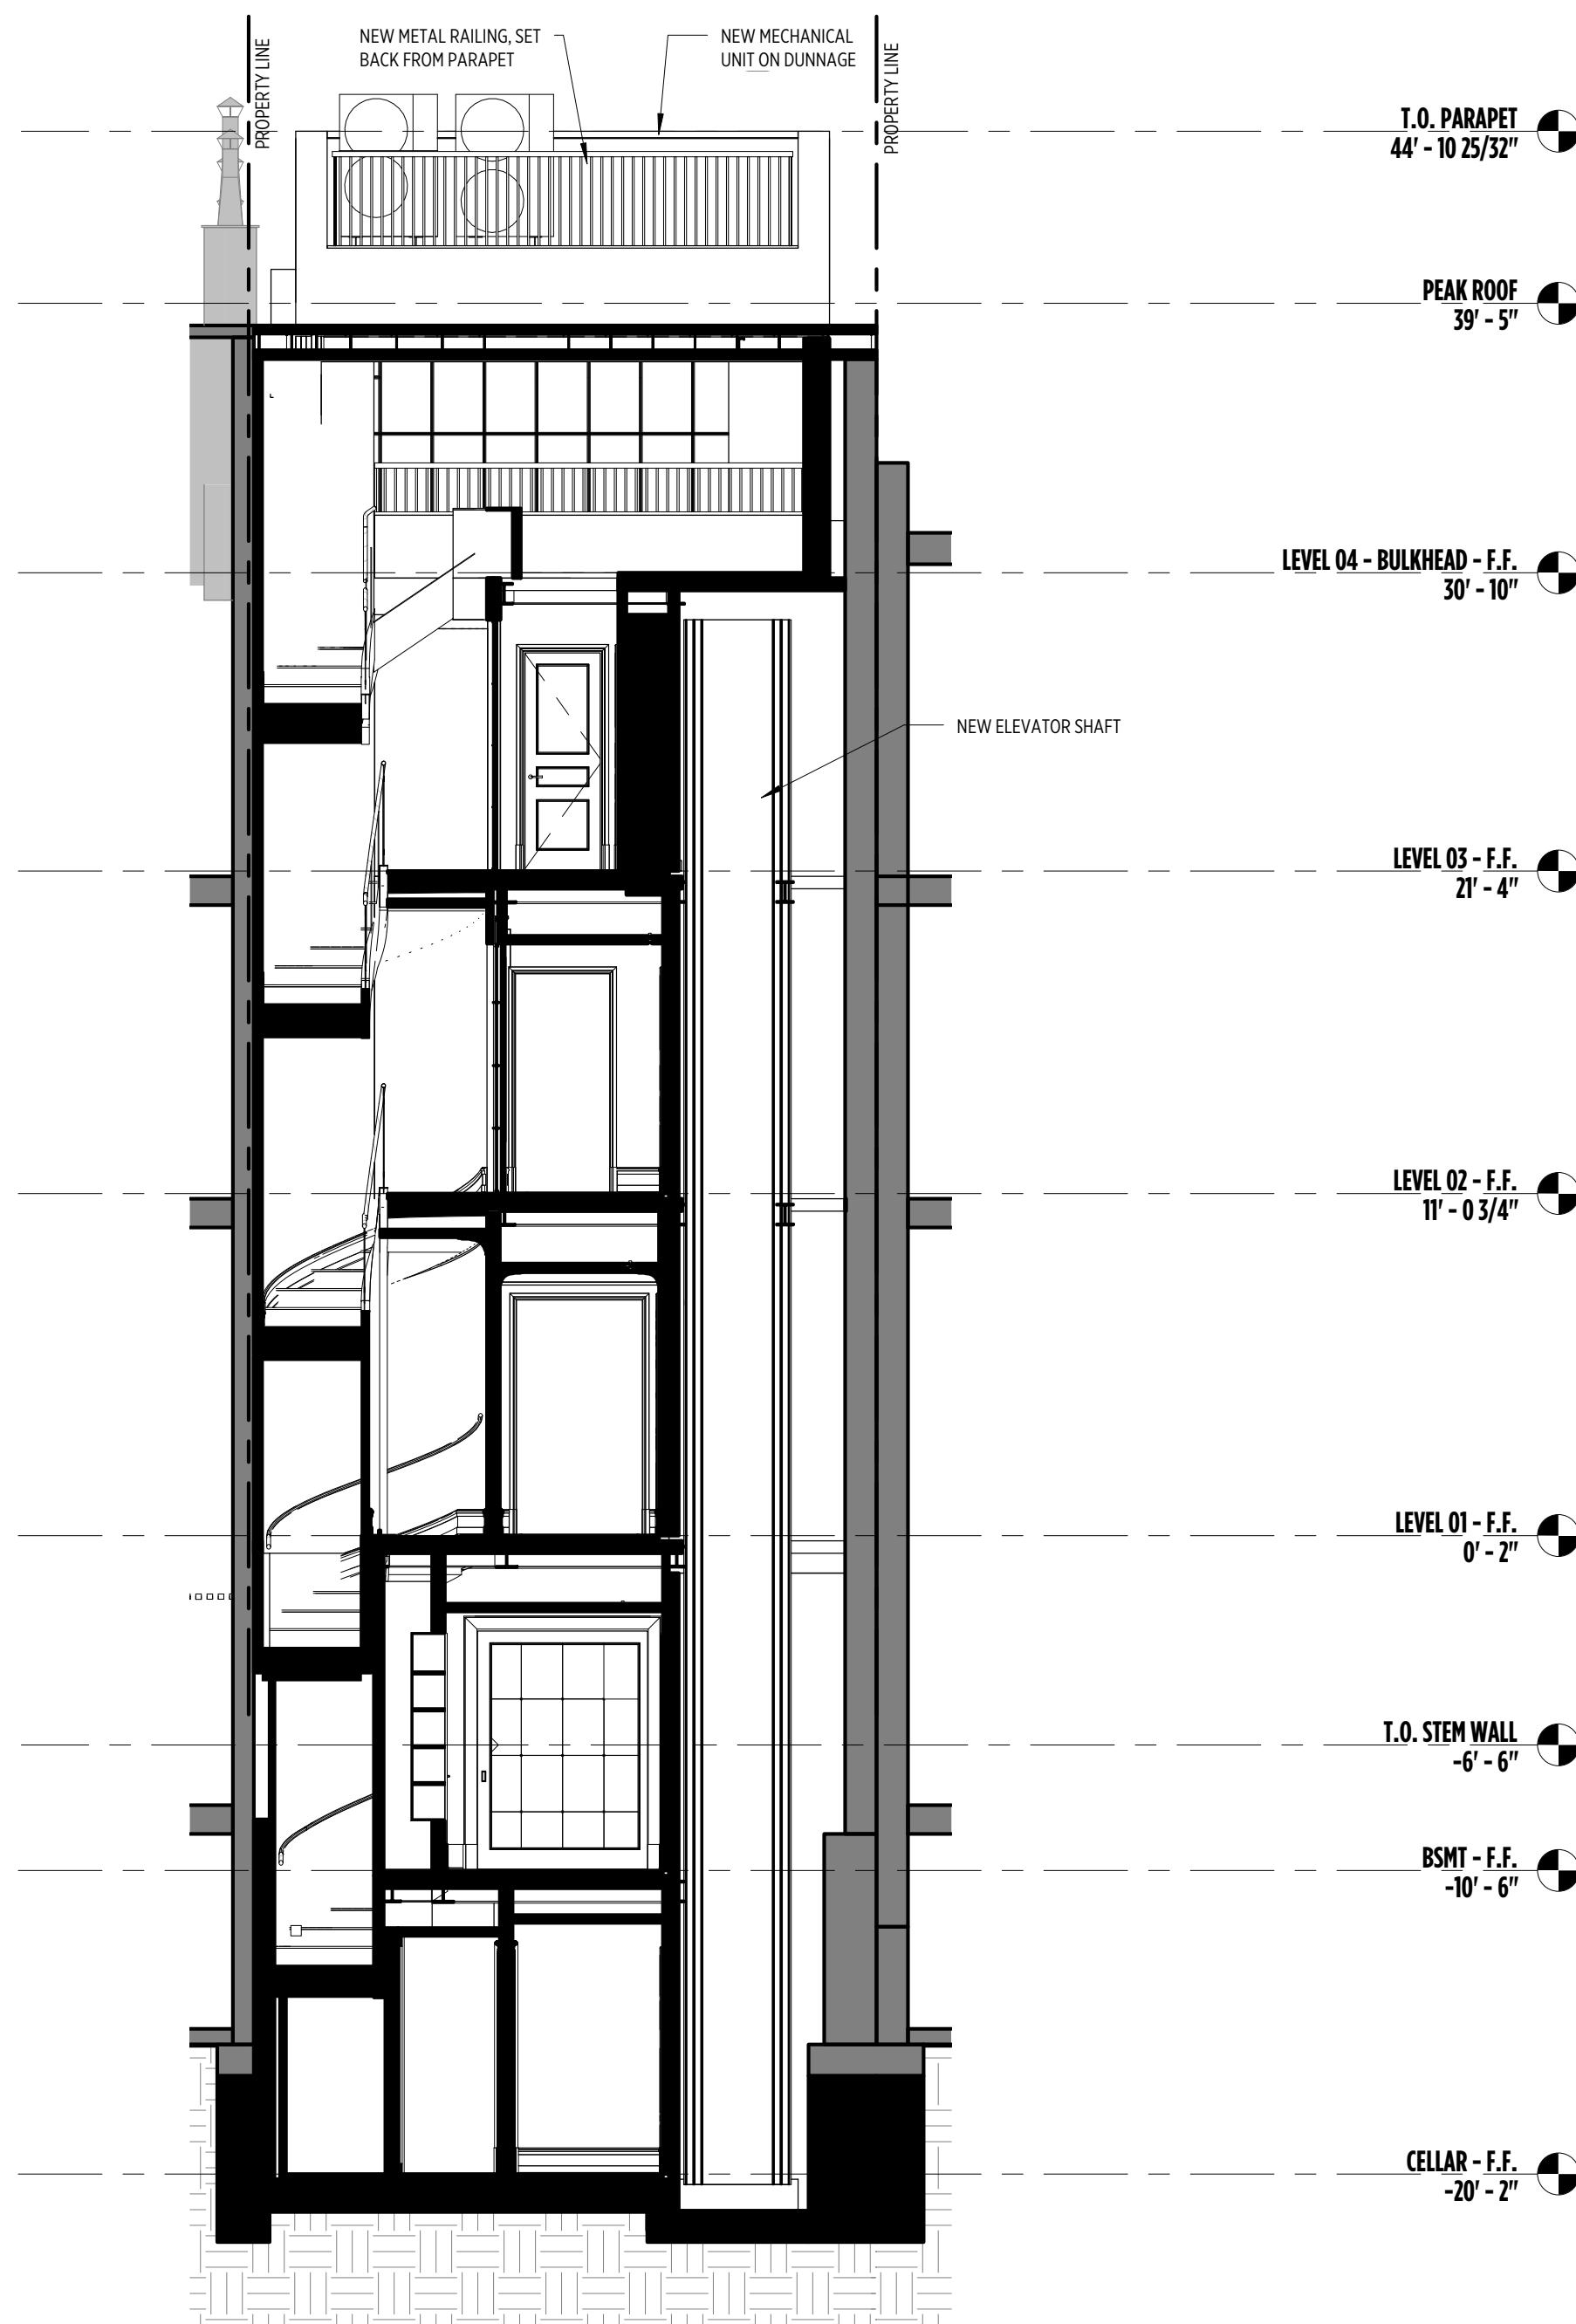 NEW METAL RAILING, SET
BACK FROM PARAPET
NEW MECHANICAL
UNIT ON DUNNAGE
PROPERTY LINE
PROPERTY LINE
T.O. PARAPET
44' - 10 25/32"
PEAK ROOF
39' - 5"
LEVEL 04 - BULKHEAD - F.F.
30' - 10"
NEW ELEVATOR SHAFT
LEVEL 03 - F.F.
21' - 4"
LEVEL 02 - F.F.
11' - 0 3/4"
LEVEL 01 - F.F.
0' - 2"
T.O. STEM WALL
-6' - 6"
BSMT - F.F.
-10' - 6"
CELLAR - F.F.
-20' - 2"